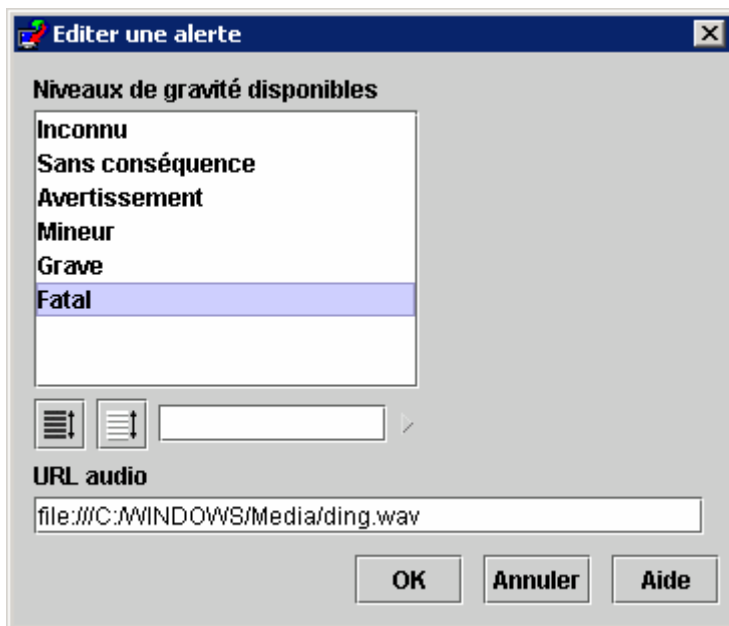 Editer une alerte
Niveaux de gravité disponibles
Inconnu
Sans conséquence
Avertissement
Mineur
Grave
Fatal
URL audio
file:///C:/WINDOWS/Media/ding.wav
OK Annuler Aide